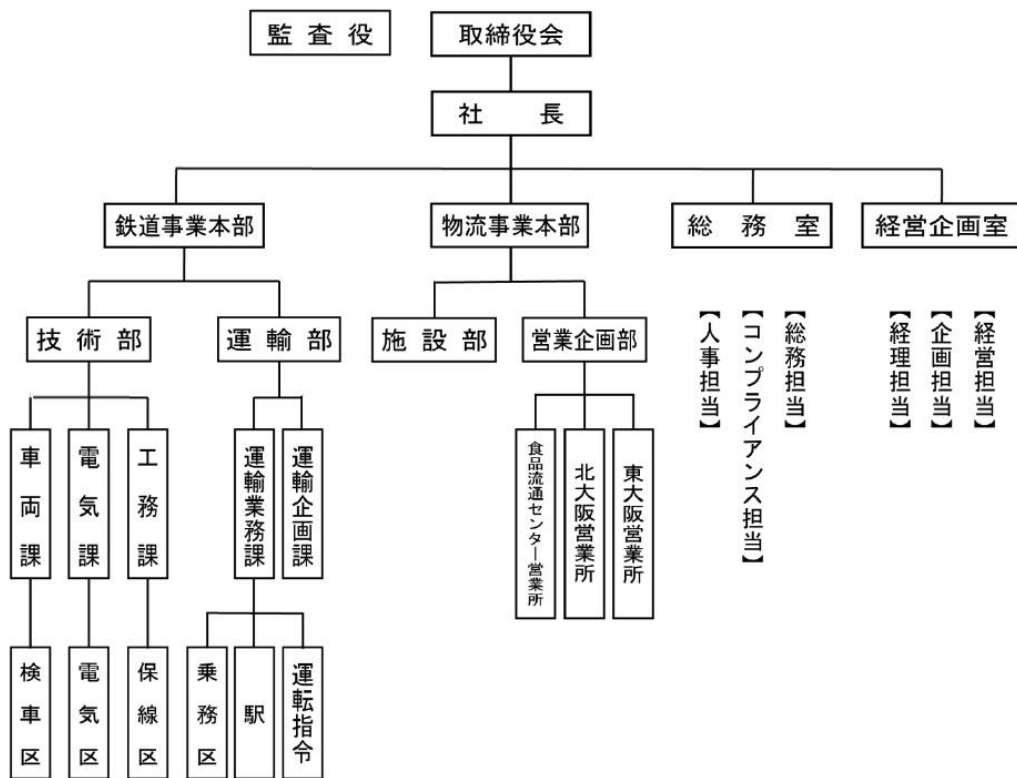 監査役
取締役会
社長
鉄道事業本部
物流事業本部
総務室
経営企画室
技術部
運輸部
施設部
営業企画部
【人事担当】
【コンプライアンス担当】
【総務担当】
【経理担当】
【企画担当】
【経営担当】
車両課
電気課
工務課
運輸業務課
運輸企画課
食品流通センター営業所
北大阪営業所
東大阪営業所
検車区
電気区
保線区
乗務区
駅
運転指令